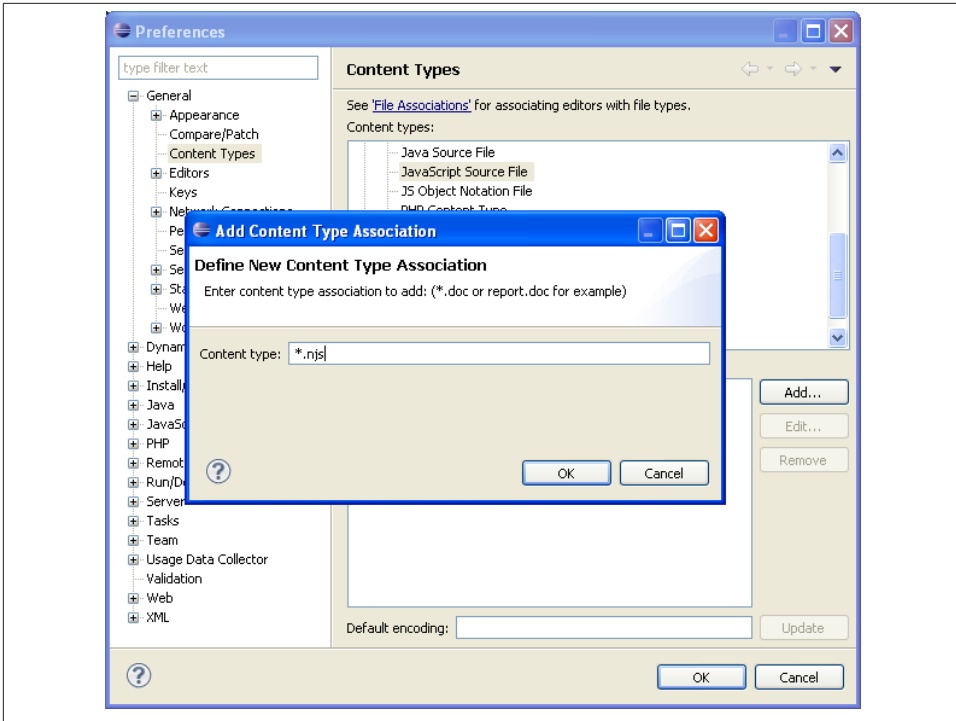 Preferences
type filter text
Content Types
General
Appearance
Compare/Patch
Content Types
Editors
Keys
See 'File Associations' for associating editors with file types.
Content types:
Java Source File
JavaScript Source File
JS Object Notation File
Add Content Type Association
Define New Content Type Association
Enter content type association to add: (*.doc or report.doc for example)
Content type: *.njs
OK
Cancel
Help
Java
PHP
Tasks
Team
Usage Data Collector
Validation
Web
XML
Add...
Edit...
Remove
Default encoding:
Update
OK
Cancel